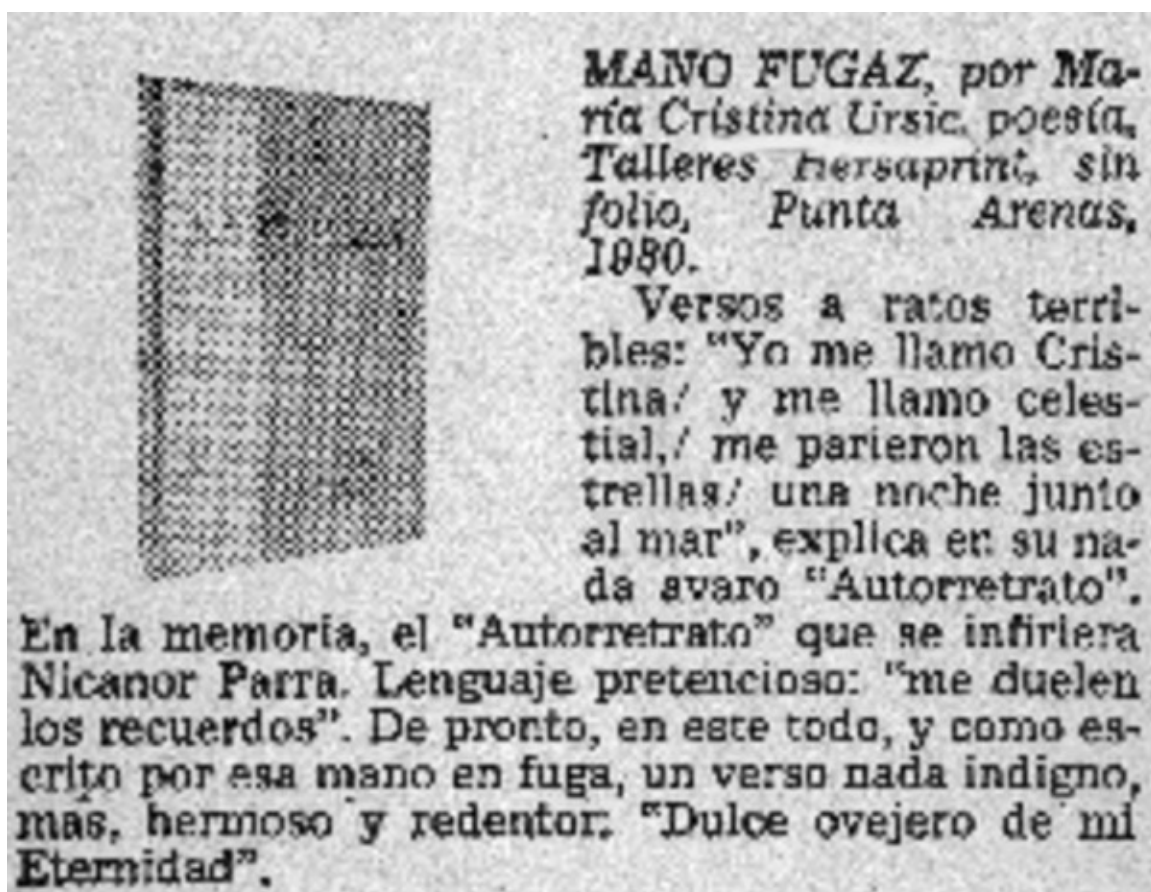 MANO FUGAZ, por Ma-
ría Cristina Ursic. poesía,
Talleres Hersaprint, sin
folio, Punta Arenas,
1980.
Versos a ratos terri-
bles: "Yo me llamo Cris-
tina/ y me llamo celes-
tial,/ me parieron las es-
trellas/ una noche junto
al mar", explica en su na-
da avaro "Autorretrato".
En la memoria, el "Autorretrato" que se infiriera
Nicanor Parra. Lenguaje pretencioso: "me duelen
los recuerdos". De pronto, en este todo, y como es-
crito por esa mano en fuga, un verso nada indigno,
mas, hermoso y redentor: "Dulce ovejero de mi
Eternidad".